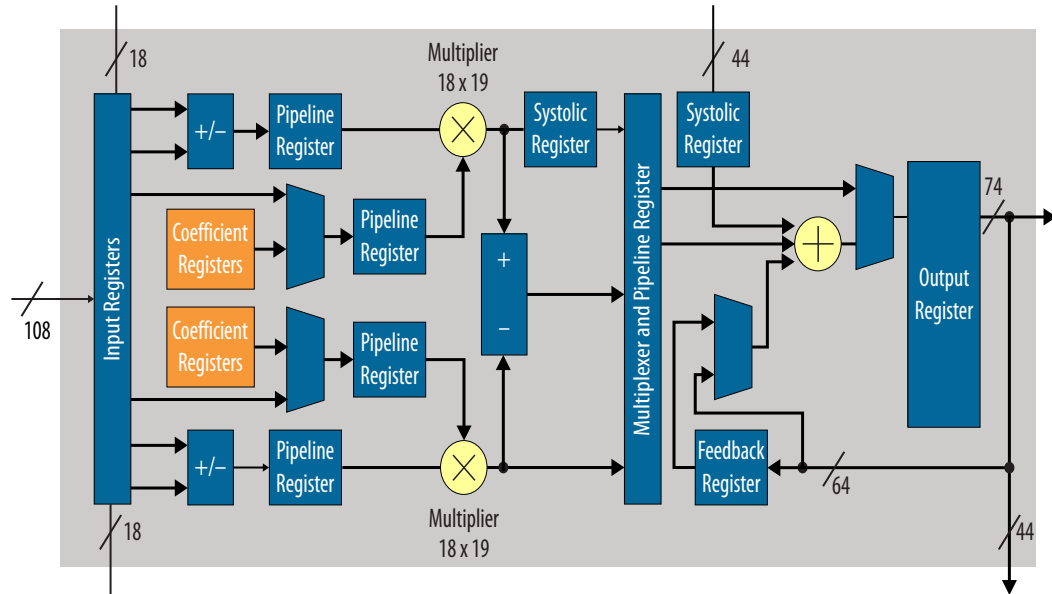 18
44
Multiplier
18 x 19
+/–
Pipeline
Register
Systolic
Register
Systolic
Register
74
Coefficient
Registers
Pipeline
Register
+
–
Input Registers
Multiplexer and Pipeline Register
Output
Register
108
Coefficient
Registers
Pipeline
Register
+/–
Pipeline
Register
Feedback
Register
64
Multiplier
18 x 19
18
44